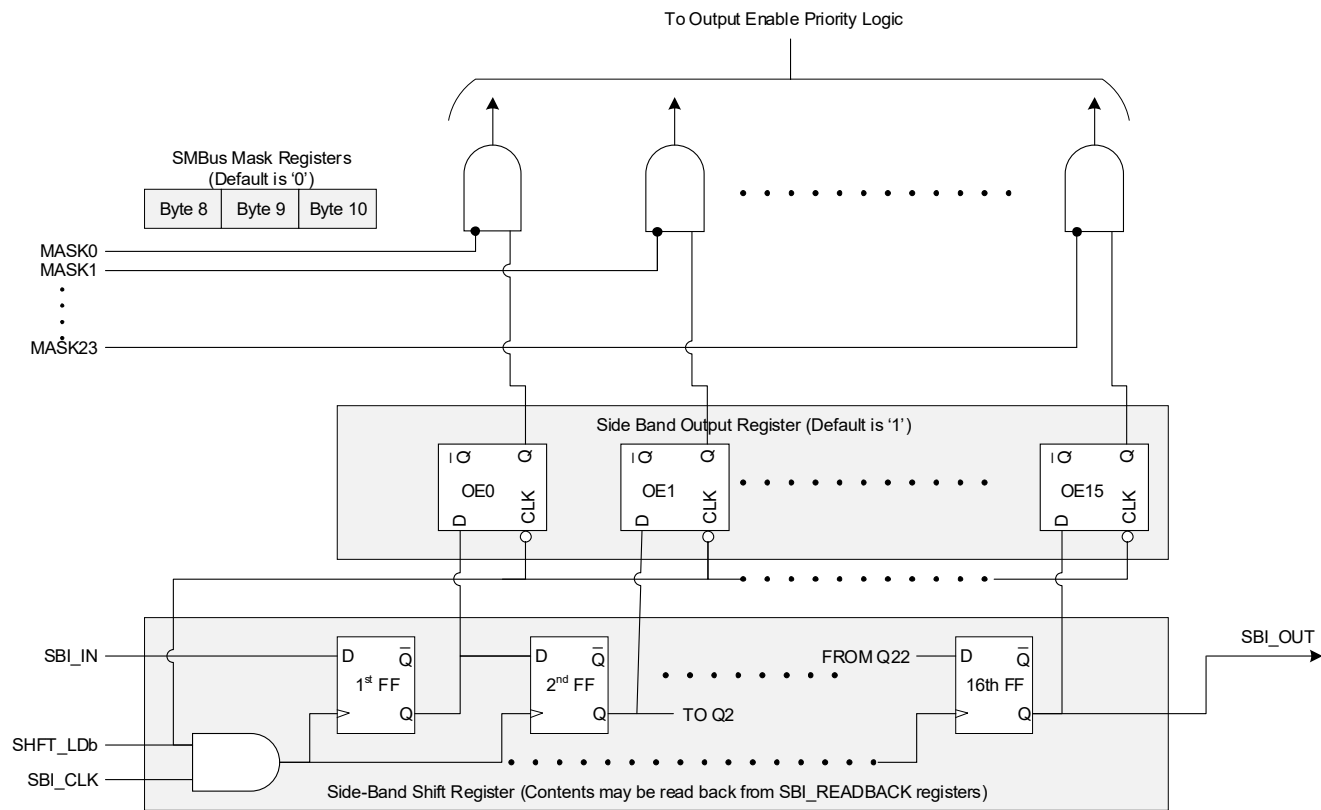 To Output Enable Priority Logic
SMBus Mask Registers
(Default is ‘0’)
Byte 8 Byte 9 Byte 10
MASK0
MASK1
MASK23
Side Band Output Register (Default is ‘1’)
Q̅ Q Q̅ Q Q̅ Q
OE0 OE1 OE15
D CLK D CLK D CLK
SBI_IN D Q̅ D Q̅ FROM Q22 D Q̅ SBI_OUT
1st FF 2nd FF 16th FF
Q Q TO Q2 Q
SHFT_LDb
SBI_CLK
Side-Band Shift Register (Contents may be read back from SBI_READBACK registers)